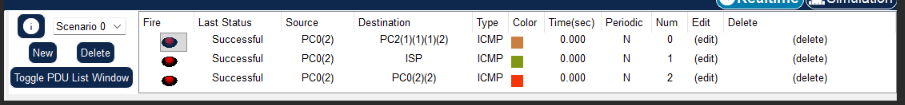 Realtime Simulation
Scenario 0
New Delete
Toggle PDU List Window
Fire Last Status Source Destination Type Color Time(sec) Periodic Num Edit Delete
Successful PC0(2) PC2(1)(1)(1)(2) ICMP 0.000 N 0 (edit) (delete)
Successful PC0(2) ISP ICMP 0.000 N 1 (edit) (delete)
Successful PC0(2) PC0(2)(2) ICMP 0.000 N 2 (edit) (delete)